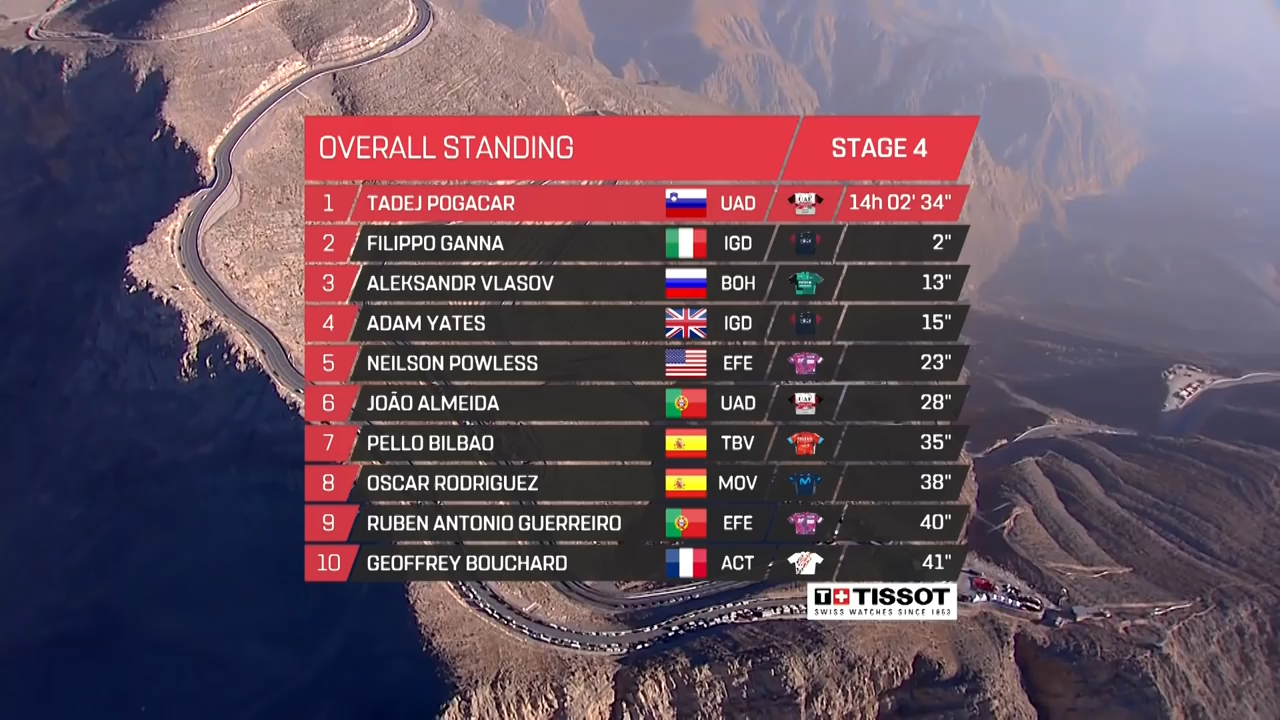 OVERALL STANDING STAGE 4
1 TADEJ POGACAR UAD 14h 02' 34"
2 FILIPPO GANNA IGD 2"
3 ALEKSANDR VLASOV BOH 13"
4 ADAM YATES IGD 15"
5 NEILSON POWLESS EFE 23"
6 JOÃO ALMEIDA UAD 28"
7 PELLO BILBAO TBV 35"
8 OSCAR RODRIGUEZ MOV 38"
9 RUBEN ANTONIO GUERREIRO EFE 40"
10 GEOFFREY BOUCHARD ACT 41"
T+TISSOT
SWISS WATCHES SINCE 1853